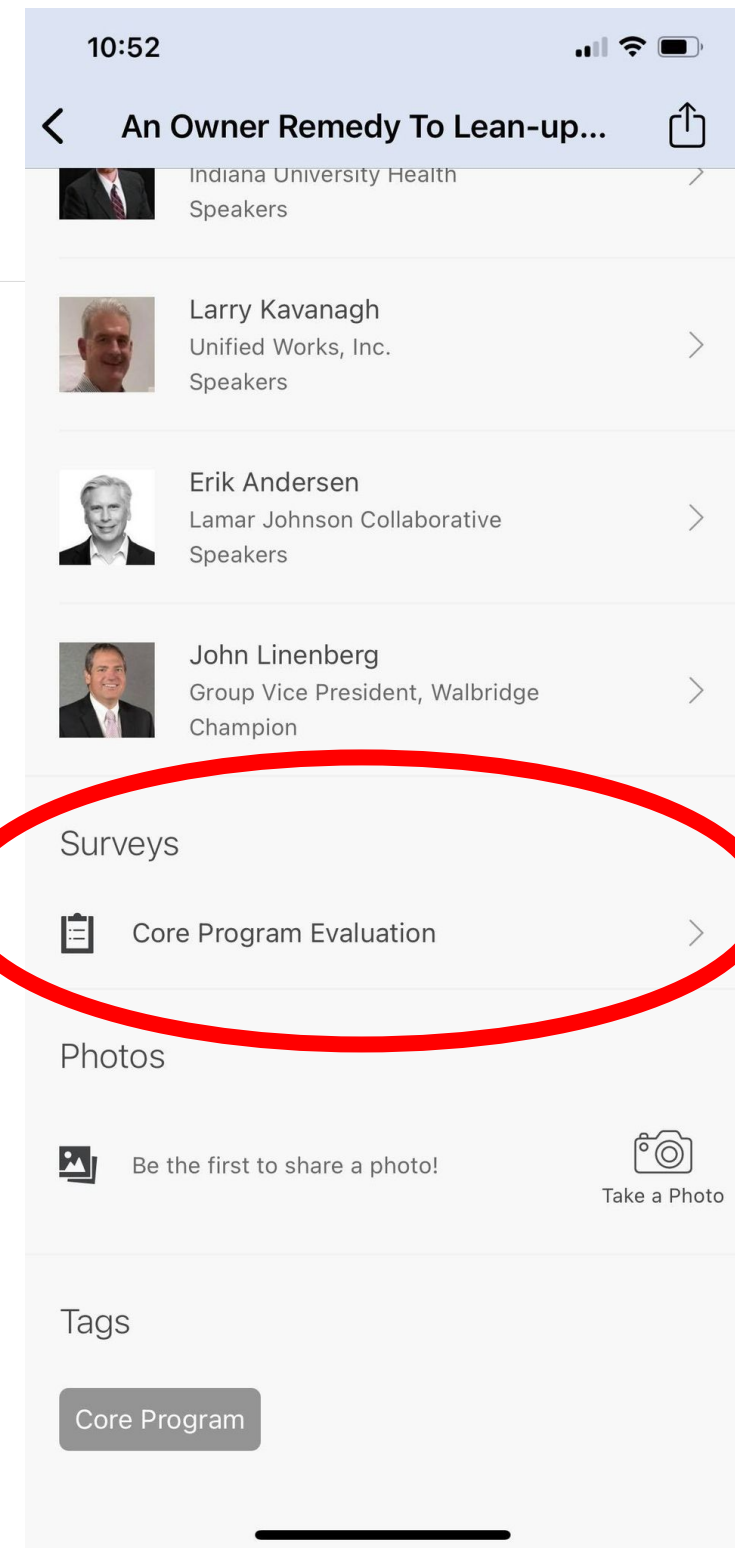 10:52
An Owner Remedy To Lean-up...
Indiana University Health
Speakers
Larry Kavanagh
Unified Works, Inc.
Speakers
Erik Andersen
Lamar Johnson Collaborative
Speakers
John Linenberg
Group Vice President, Walbridge
Champion
Surveys
Core Program Evaluation
Photos
Be the first to share a photo!
Take a Photo
Tags
Core Program